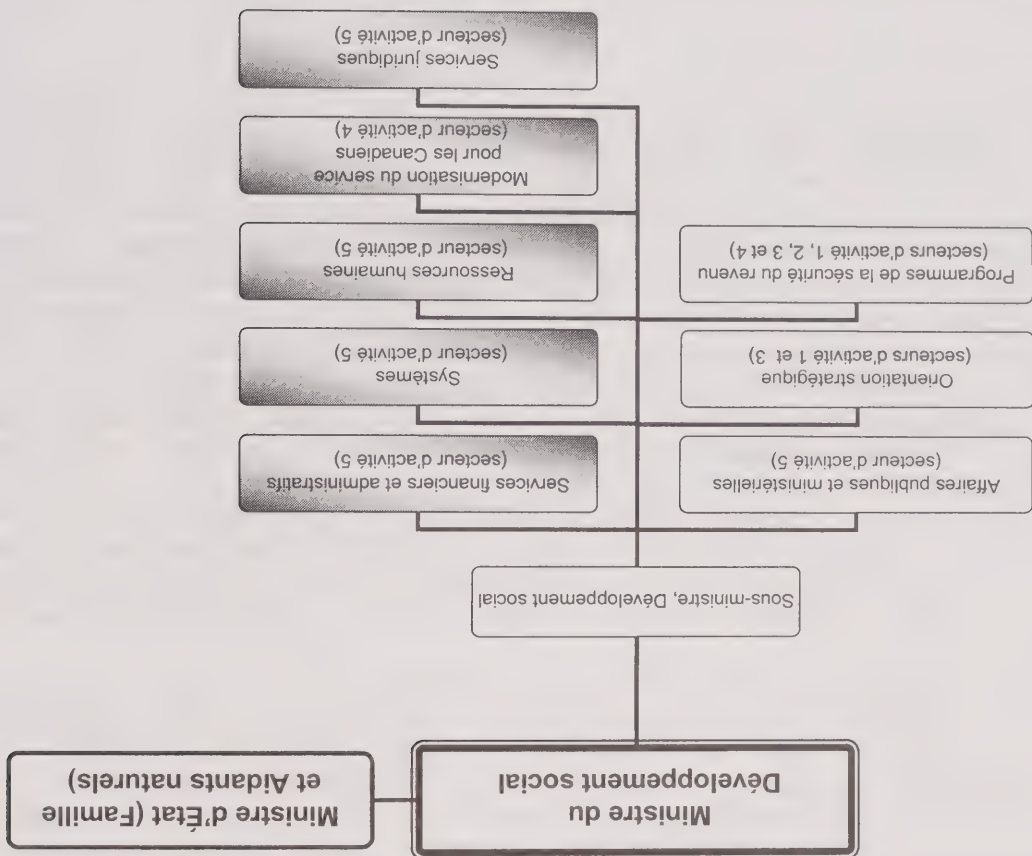 Ministre du
Développement social
Ministre d'État (Famille
et Aidants naturels)
Sous-ministre, Développement social
Affaires publiques et ministérielles
(secteur d'activité 5)
Orientation stratégique
(secteurs d'activité 1 et 3)
Programmes de la sécurité du revenu
(secteurs d'activité 1, 2, 3 et 4)
Services financiers et administratifs
(secteur d'activité 5)
Systèmes
(secteur d'activité 5)
Ressources humaines
(secteur d'activité 5)
Modernisation du service
pour les Canadiens
(secteur d'activité 4)
Services juridiques
(secteur d'activité 5)